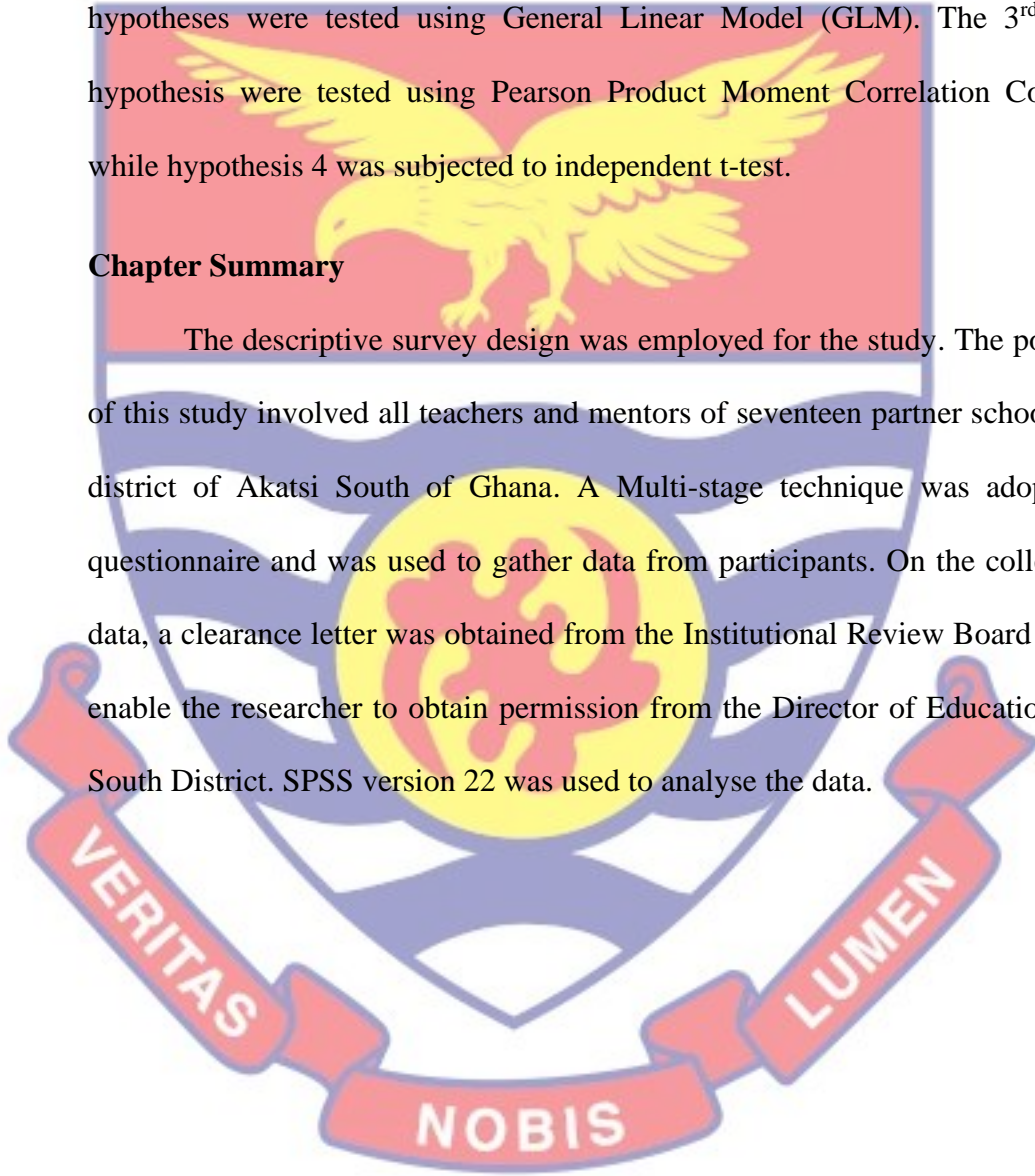 hypotheses were tested using General Linear Model (GLM). The 3rd
hypothesis were tested using Pearson Product Moment Correlation Co
while hypothesis 4 was subjected to independent t-test.
Chapter Summary
The descriptive survey design was employed for the study. The po
of this study involved all teachers and mentors of seventeen partner schoo
district of Akatsi South of Ghana. A Multi-stage technique was adop
questionnaire and was used to gather data from participants. On the coll
data, a clearance letter was obtained from the Institutional Review Board
enable the researcher to obtain permission from the Director of Educatio
South District. SPSS version 22 was used to analyse the data.
VERITAS
NOBIS
LUMEN